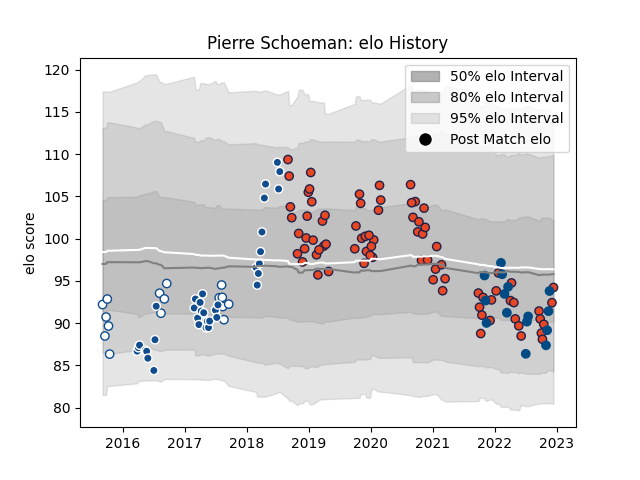 Pierre Schoeman: elo History
50% elo Interval
80% elo Interval
95% elo Interval
Post Match elo
elo score
120
115
110
105
100
95
90
85
80
2016
2017
2018
2019
2020
2021
2022
2023